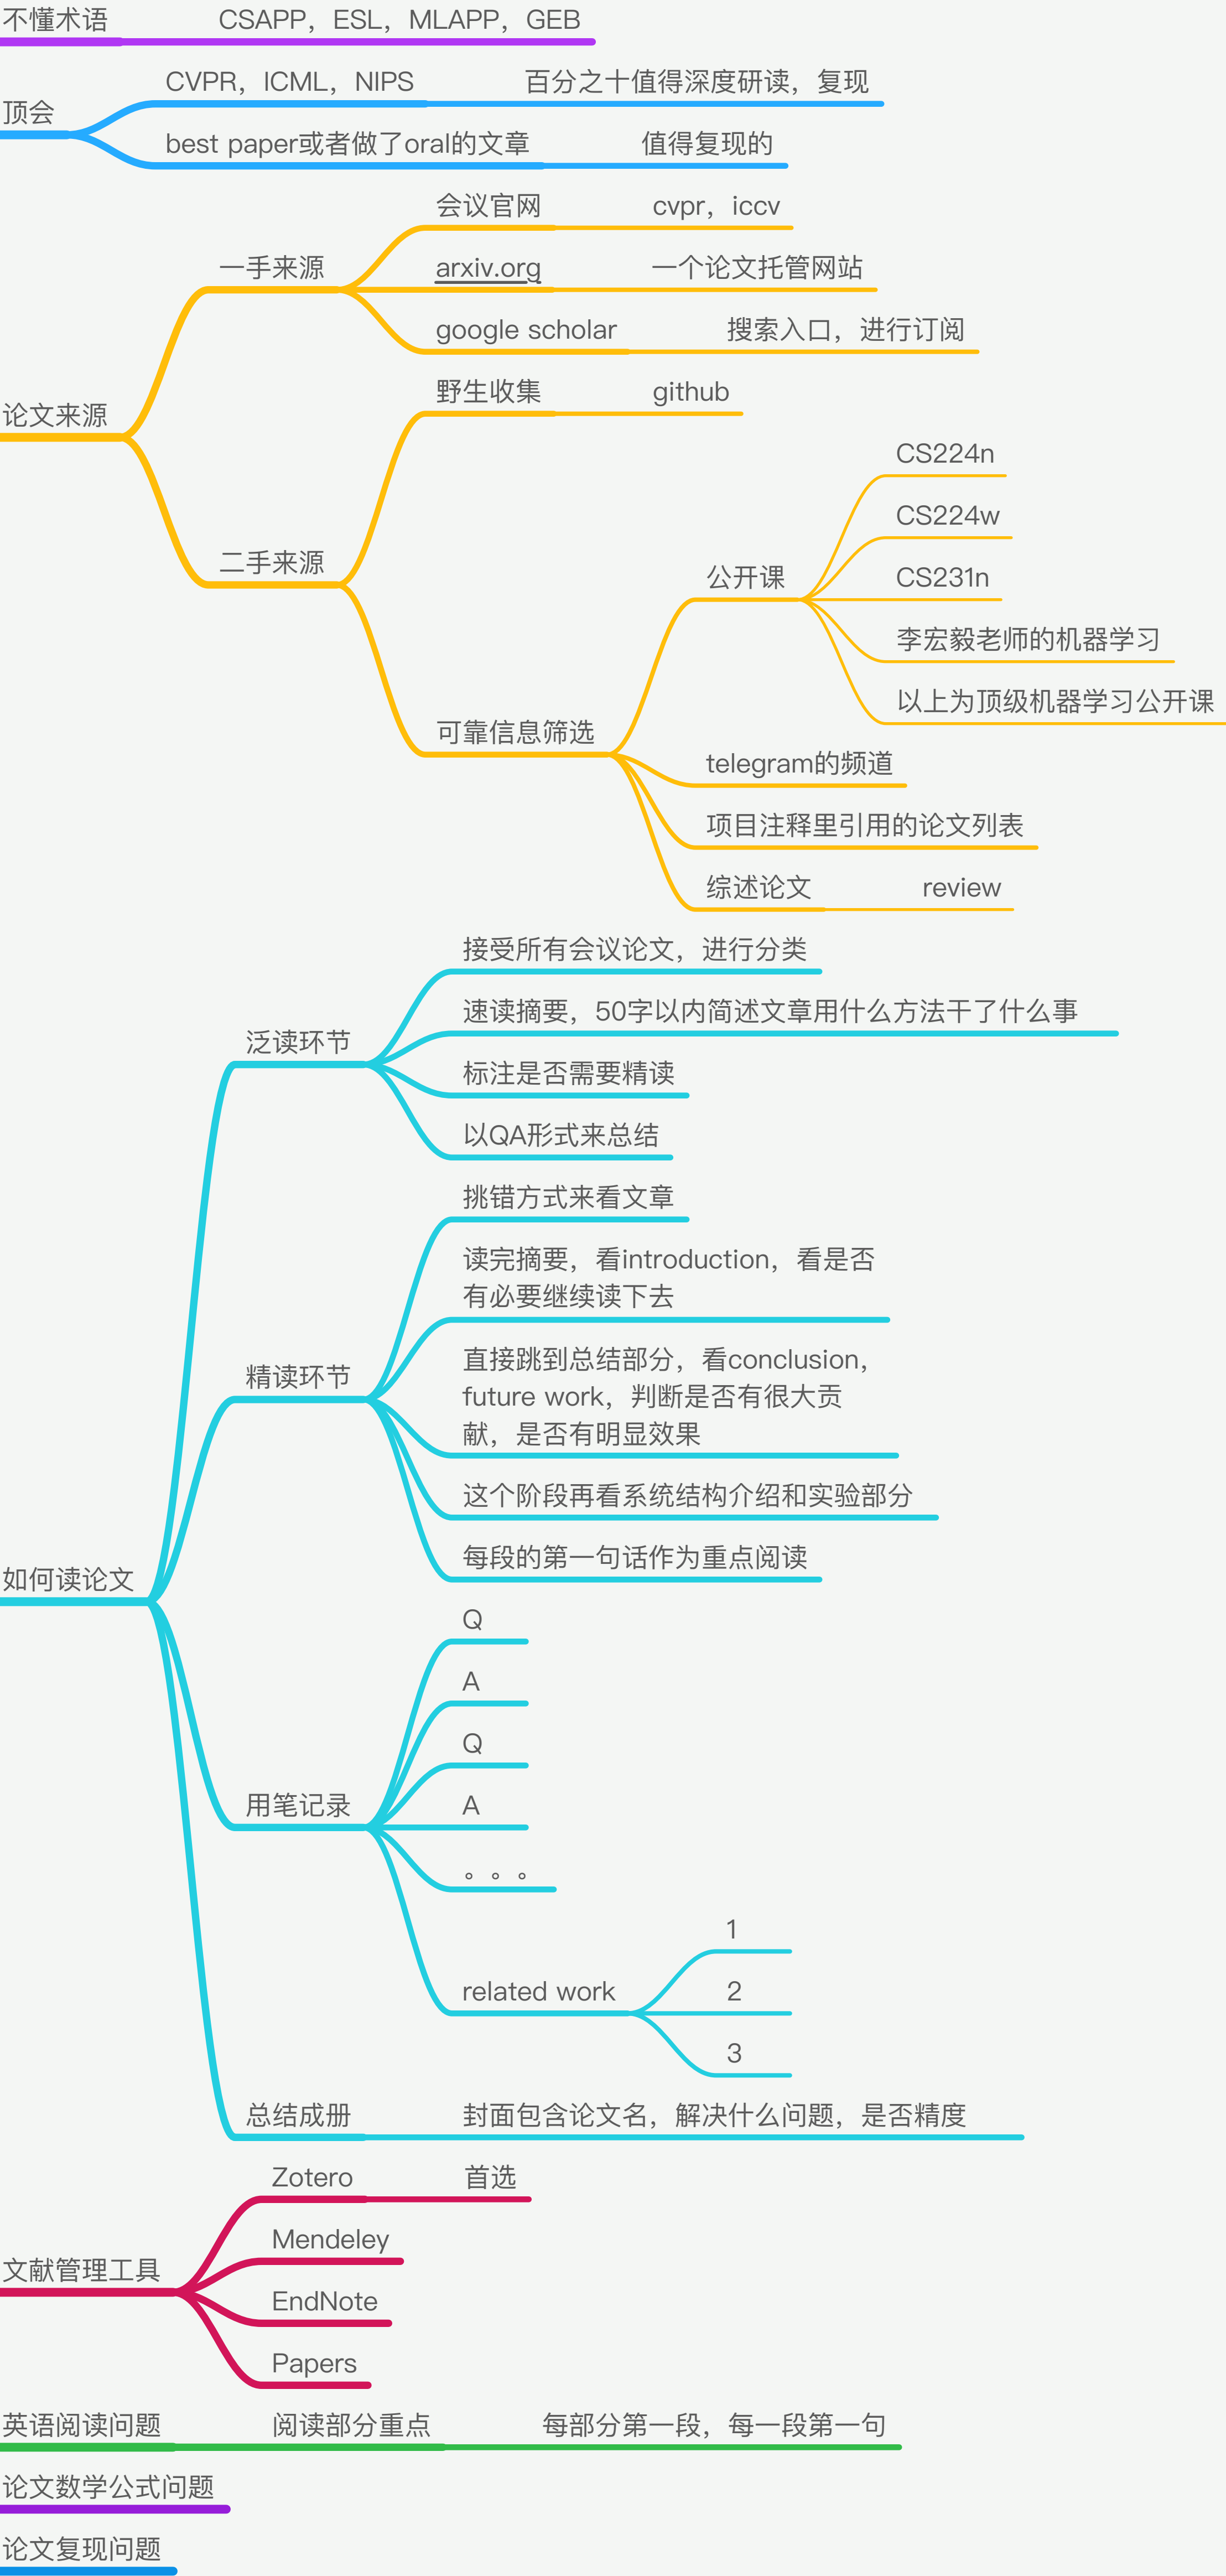 不懂术语
CSAPP，ESL，MLAPP，GEB
顶会
CVPR，ICML，NIPS
百分之十值得深度研读，复现
best paper或者做了oral的文章
值得复现的
论文来源
一手来源
会议官网
cvpr，iccv
arxiv.org
一个论文托管网站
google scholar
搜索入口，进行订阅
二手来源
野生收集
github
可靠信息筛选
公开课
CS224n
CS224w
CS231n
李宏毅老师的机器学习
以上为顶级机器学习公开课
telegram的频道
项目注释里引用的论文列表
综述论文
review
如何读论文
泛读环节
接受所有会议论文，进行分类
速读摘要，50字以内简述文章用什么方法干了什么事
标注是否需要精读
以QA形式来总结
精读环节
挑错方式来看文章
读完摘要，看introduction，看是否
有必要继续读下去
直接跳到总结部分，看conclusion，
future work，判断是否有很大贡
献，是否有明显效果
这个阶段再看系统结构介绍和实验部分
每段的第一句话作为重点阅读
用笔记录
Q
A
Q
A
。。。
related work
1
2
3
总结成册
封面包含论文名，解决什么问题，是否精度
文献管理工具
Zotero
首选
Mendeley
EndNote
Papers
英语阅读问题
阅读部分重点
每部分第一段，每一段第一句
论文数学公式问题
论文复现问题